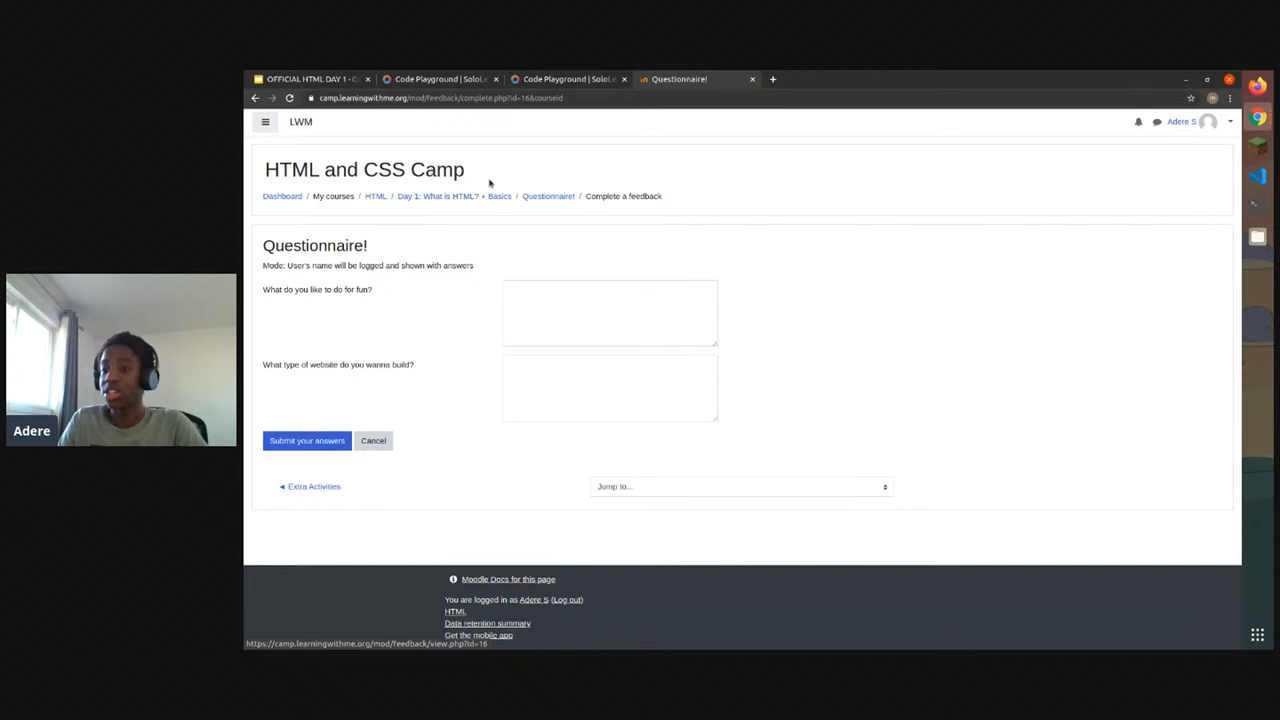 OFFICIAL HTML DAY 1 - G
Code Playground | SoloLe
Code Playground | SoloLe
Questionnaire!
camp.learningwithme.org/mod/feedback/complete.php?id=16&courseid
LWM
Adere S
HTML and CSS Camp
Dashboard / My courses / HTML / Day 1: What is HTML? + Basics / Questionnaire! / Complete a feedback
Questionnaire!
Mode: User's name will be logged and shown with answers
What do you like to do for fun?
What type of website do you wanna build?
Adere
Submit your answers Cancel
◄ Extra Activities
Jump to...
Moodle Docs for this page
You are logged in as Adere S (Log out)
HTML
Data retention summary
Get the mobile app
https://camp.learningwithme.org/mod/feedback/view.php?id=16